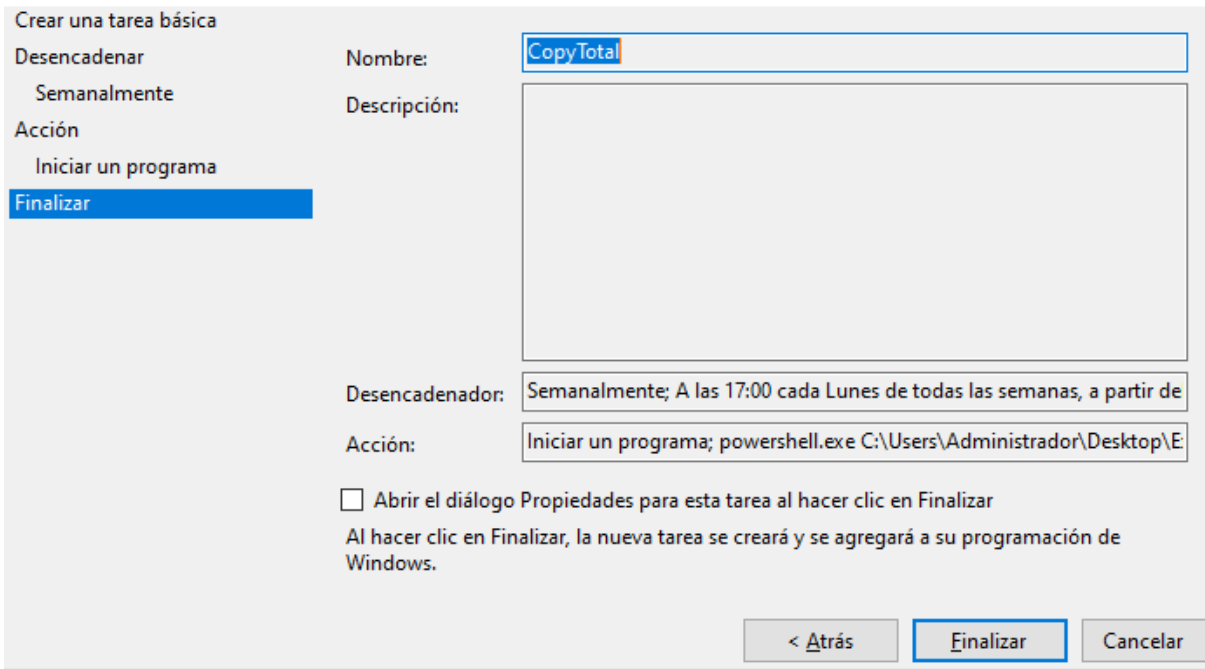 Crear una tarea básica
Desencadenar
Semanalmente
Acción
Iniciar un programa
Finalizar
Nombre: CopyTotal
Descripción:
Desencadenador: Semanalmente; A las 17:00 cada Lunes de todas las semanas, a partir de
Acción: Iniciar un programa; powershell.exe C:\Users\Administrador\Desktop\E
Abrir el diálogo Propiedades para esta tarea al hacer clic en Finalizar
Al hacer clic en Finalizar, la nueva tarea se creará y se agregará a su programación de
Windows.
< Atrás Finalizar Cancelar